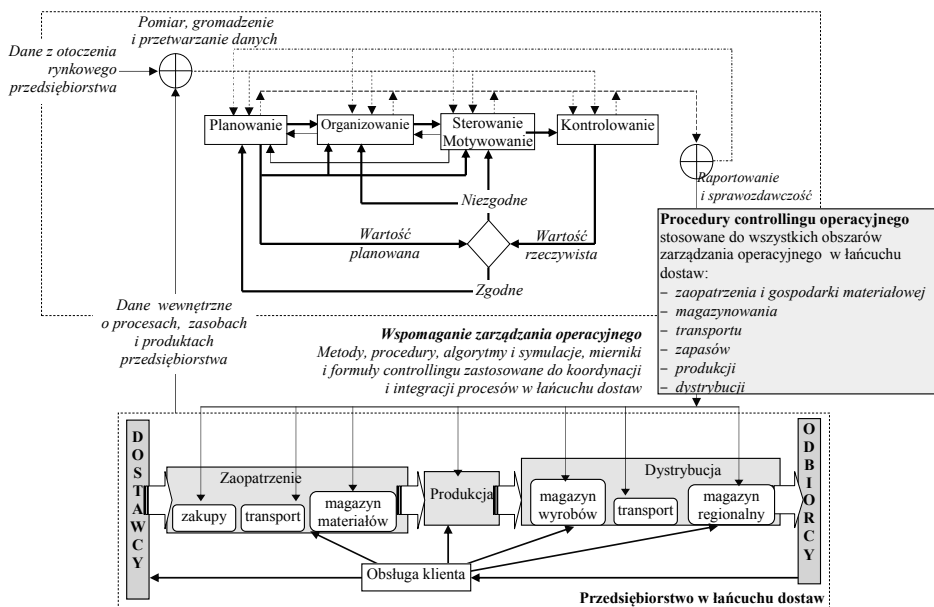 Pomiar, gromadzenie
i przetwarzanie danych
Dane z otoczenia
rynkowego
przedsiębiorstwa
Planowanie
Organizowanie
Sterowanie
Motywowanie
Kontrolowanie
Raportowanie
i sprawozdawczość
Niezgodne
Wartość
planowana
Wartość
rzeczywista
Zgodne
Procedury controllingu operacyjnego
stosowane do wszystkich obszarów
zarządzania operacyjnego w łańcuchu
dostaw:
– zaopatrzenia i gospodarki materiałowej
– magazynowania
– transportu
– zapasów
– produkcji
– dystrybucji
Dane wewnętrzne
o procesach, zasobach
i produktach
przedsiębiorstwa
Wspomaganie zarządzania operacyjnego
Metody, procedury, algorytmy i symulacje, mierniki
i formuły controllingu zastosowane do koordynacji
i integracji procesów w łańcuchu dostaw
DOSTAWCY
Zaopatrzenie
zakupy
transport
magazyn
materiałów
Produkcja
Dystrybucja
magazyn
wyrobów
transport
magazyn
regionalny
ODBIORCY
Obsługa klienta
Przedsiębiorstwo w łańcuchu dostaw